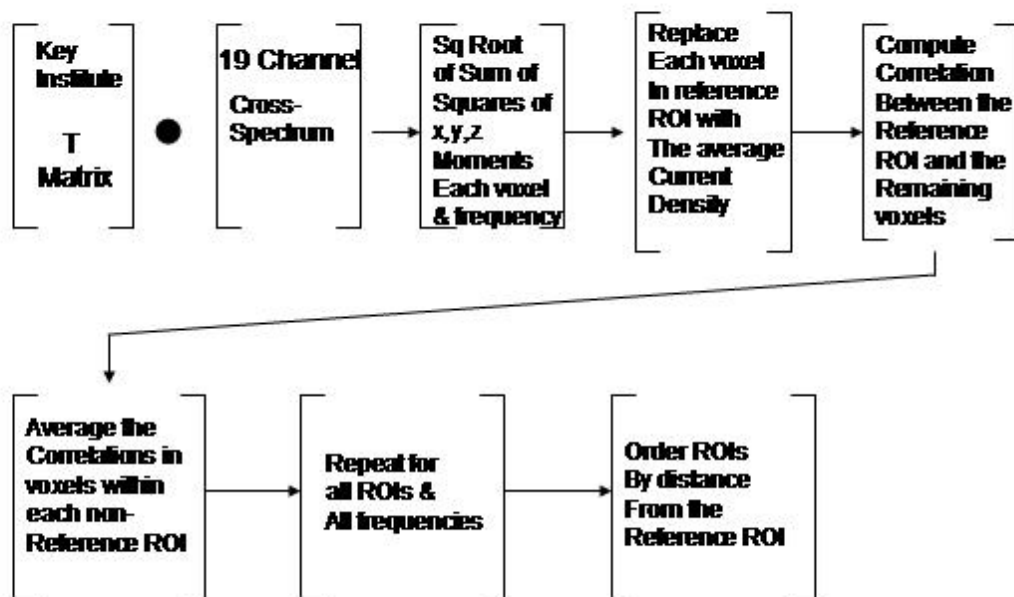 Key
Institute
T
Matrix
19 Channel
Cross-
Spectrum
Sq Root
of Sum of
Squares of
x,y,z
Moments
Each voxel
& frequency
Replace
Each voxel
In reference
ROI with
The average
Current
Density
Compute
Correlation
Between the
Reference
ROI and the
Remaining
voxels
Average the
Correlations in
voxels within
each non-
Reference ROI
Repeat for
all ROIs &
All frequencies
Order ROIs
By distance
From the
Reference ROI